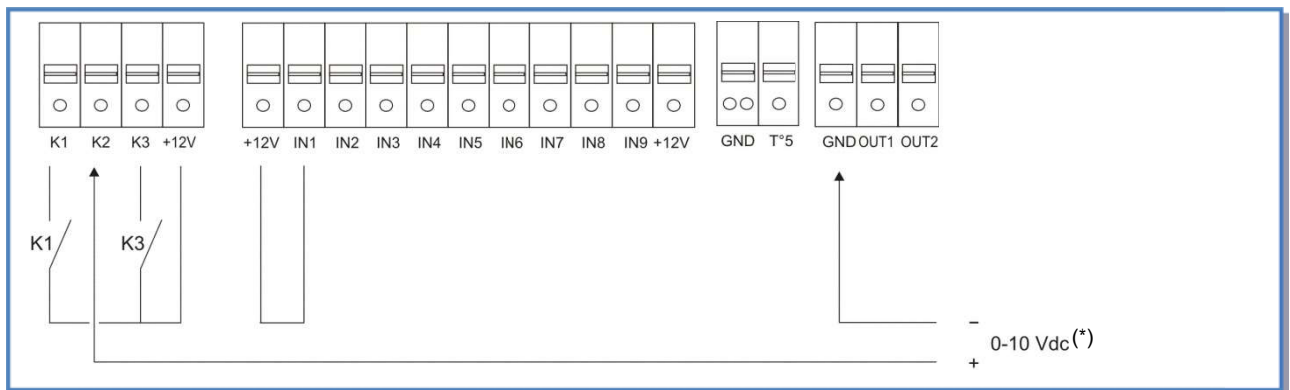 K1 K2 K3 +12V +12V IN1 IN2 IN3 IN4 IN5 IN6 IN7 IN8 IN9 +12V GND T°5 GND OUT1 OUT2
K1 K3
–
0-10 Vdc(*)
+